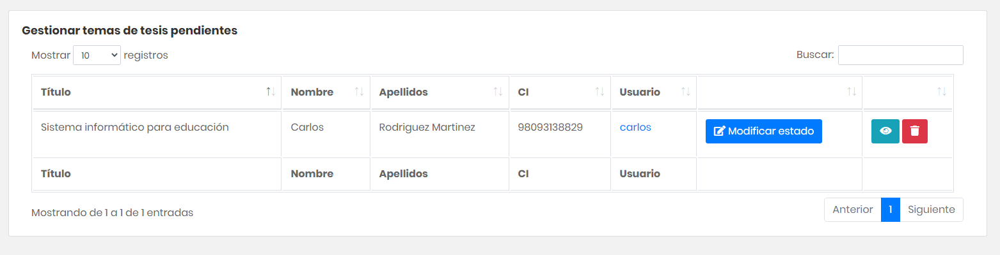 Gestionar temas de tesis pendientes
Mostrar 10 registros Buscar:
Título Nombre Apellidos CI Usuario
Sistema informático para educación Carlos Rodriguez Martinez 98093138829 carlos Modificar estado
Título Nombre Apellidos CI Usuario
Mostrando de 1 a 1 de 1 entradas Anterior 1 Siguiente